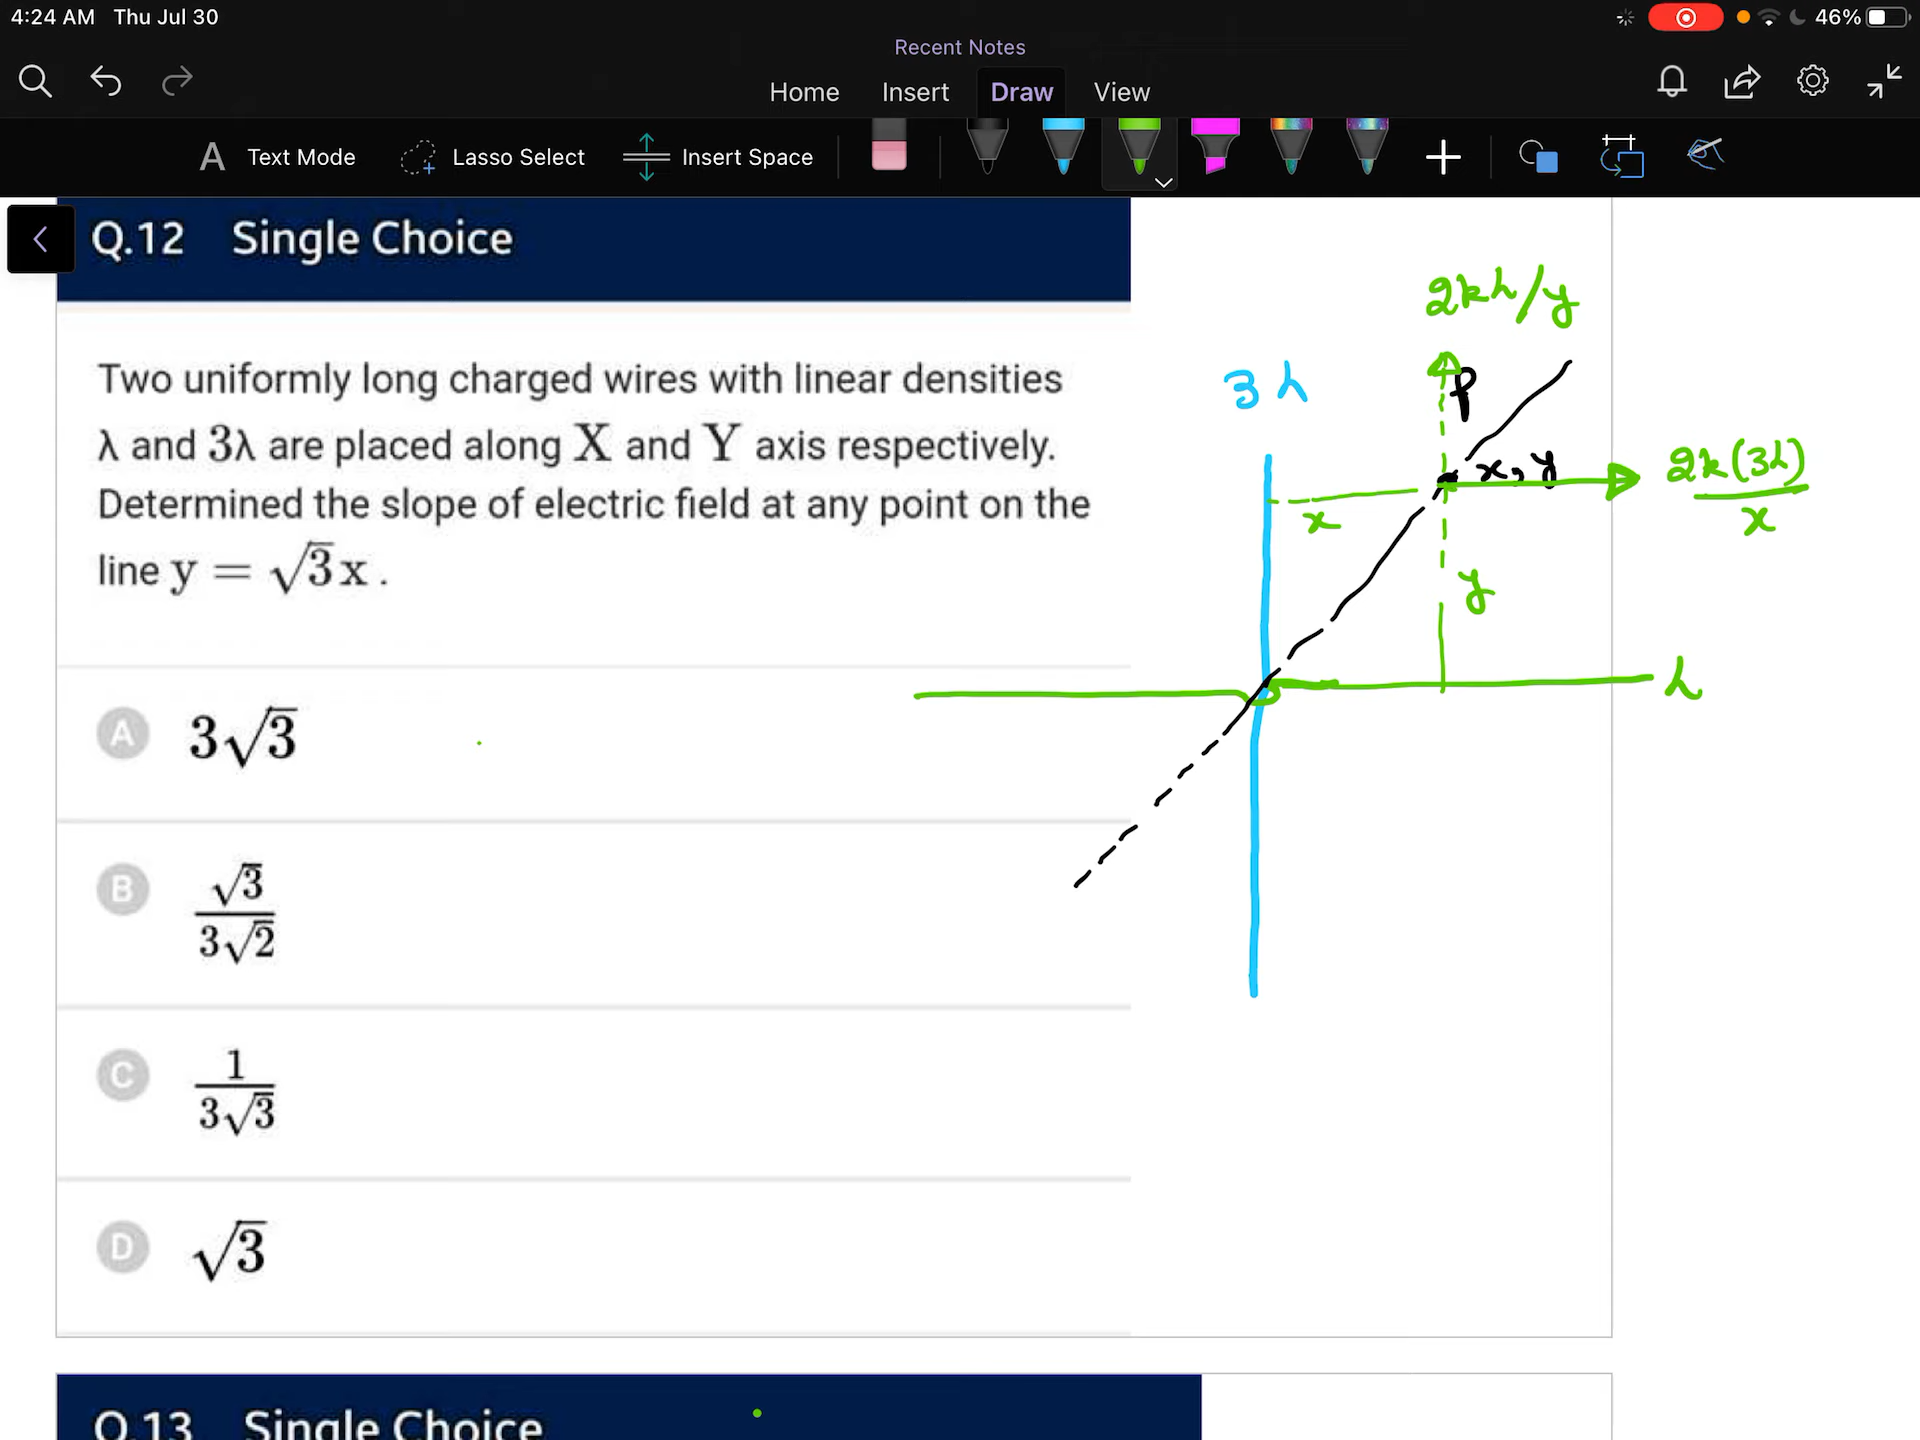 4:24 AM Thu Jul 30
46%
Recent Notes
Home Insert Draw View
Text Mode Lasso Select Insert Space
Q.12 Single Choice
Two uniformly long charged wires with linear densities
λ and 3λ are placed along X and Y axis respectively.
Determined the slope of electric field at any point on the
line y = √3x .
A 3√3
B √3/3√2
C 1/3√3
D √3
2kλ/y
3λ
P
x, y
2k(3λ)/x
x
y
λ
Q.13 Single Choice